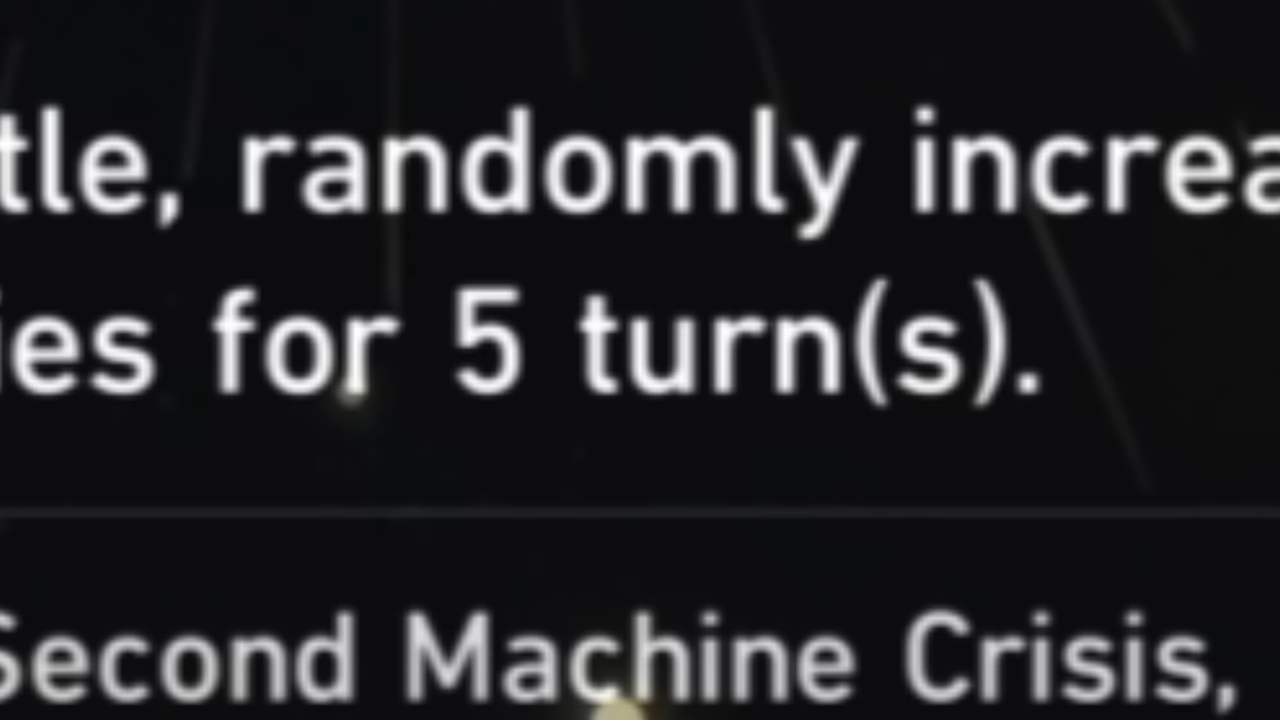 tle, randomly increa
ies for 5 turn(s).
Second Machine Crisis,